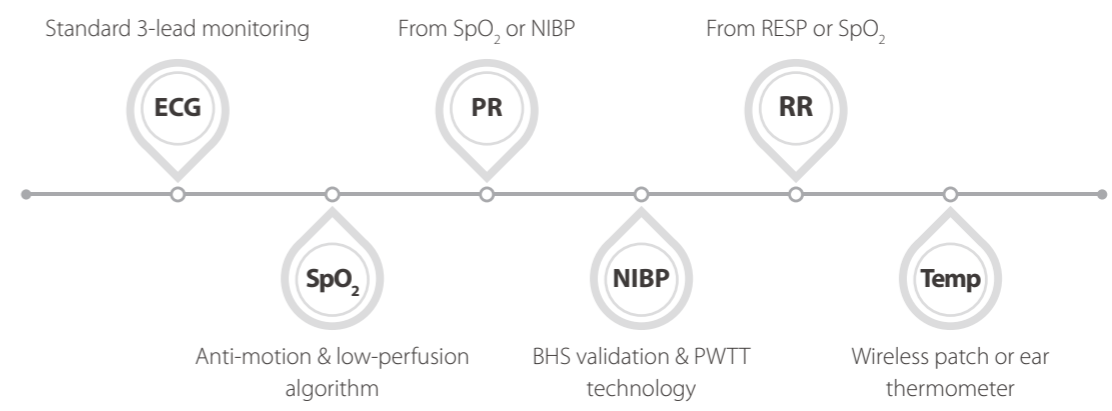 Standard 3-lead monitoring
From SpO₂ or NIBP
From RESP or SpO₂
ECG
PR
RR
SpO₂
NIBP
Temp
Anti-motion & low-perfusion
algorithm
BHS validation & PWTT
technology
Wireless patch or ear
thermometer